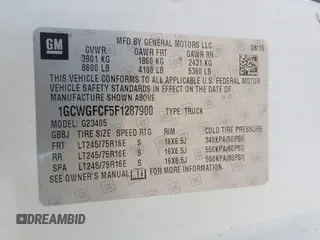 GM
MFD BY GENERAL MOTORS LLC
08/15
GVWR GAWR FRT GAWR RR
3901 KG 1860 KG 2431 KG
8600 LB 4100 LB 5360 LB
THIS VEHICLE CONFORMS TO ALL APPLICABLE U.S. FEDERAL MOTOR
VEHICLE SAFETY STANDARDS IN EFFECT ON THE DATE OF
MANUFACTURE SHOWN ABOVE.
1GCWGFCF5F1287900 TYPE: TRUCK
MODEL: G23405
GBBJ TIRE SIZE SPEED RTG RIM COLD TIRE PRESSURE
FRT LT245/75R16E S 16X6.5J 340KPA(50PSI)
RR LT245/75R16E S 16X6.5J 550KPA(80PSI)
SPA LT245/75R16E S 16X6.5J 550KPA(80PSI)
SEE OWNER'S MANUAL FOR
DREAMBID